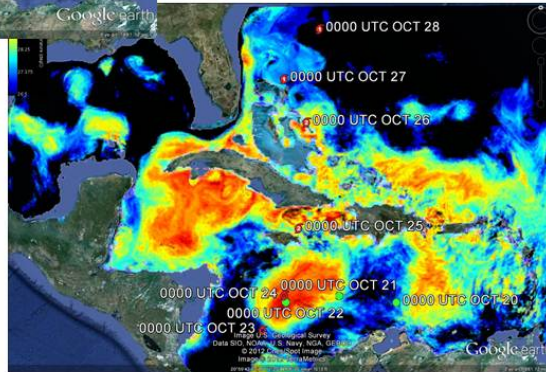 Google earth
0000 UTC OCT 28
0000 UTC OCT 27
0000 UTC OCT 26
0000 UTC OCT 25
0000 UTC OCT 21
0000 UTC OCT 24
0000 UTC OCT 20
0000 UTC OCT 22
0000 UTC OCT 23
Image U.S. Geological Survey
Data SIO, NOAA, U.S. Navy, NGA, GEBCO
© 2012 Cnes/Spot Image
Google earth